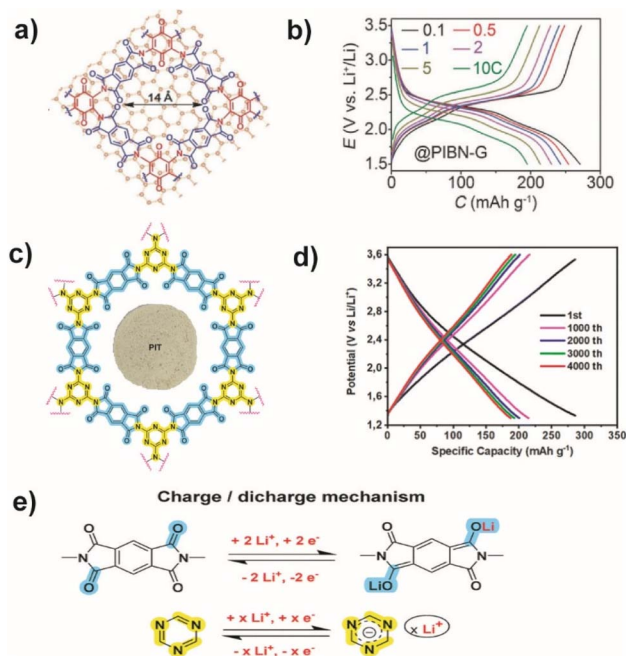 a)
14 Å
b)
E (V vs. Li⁺/Li)
3.5
3.0
2.5
2.0
1.5
0.1 0.5
1 2
5 10C
@PIBN-G
0 100 200 300
C (mAh g⁻¹)
c)
PIT
d)
Potential (V vs Li/Li⁺)
3,6
3,0
2,4
1,8
1,2
1st
1000 th
2000 th
3000 th
4000 th
0 50 100 150 200 250 300 350 400
Specific Capacity (mAh g⁻¹)
e)
Charge / dicharge mechanism
O O
OLi O
+ 2 Li⁺, + 2 e⁻
N N
N N
- 2 Li⁺, -2 e⁻
O O
LiO O
N N
N
+x Li⁺, +x e⁻
- x Li⁺, - x e⁻
N N
N
⊖
x Li⁺